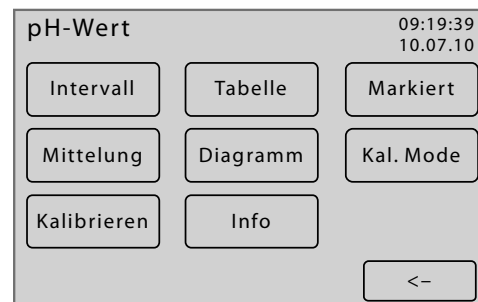 pH-Wert
09:19:39
10.07.10
Intervall Tabelle Markiert
Mittelung Diagramm Kal. Mode
Kalibrieren Info
<–